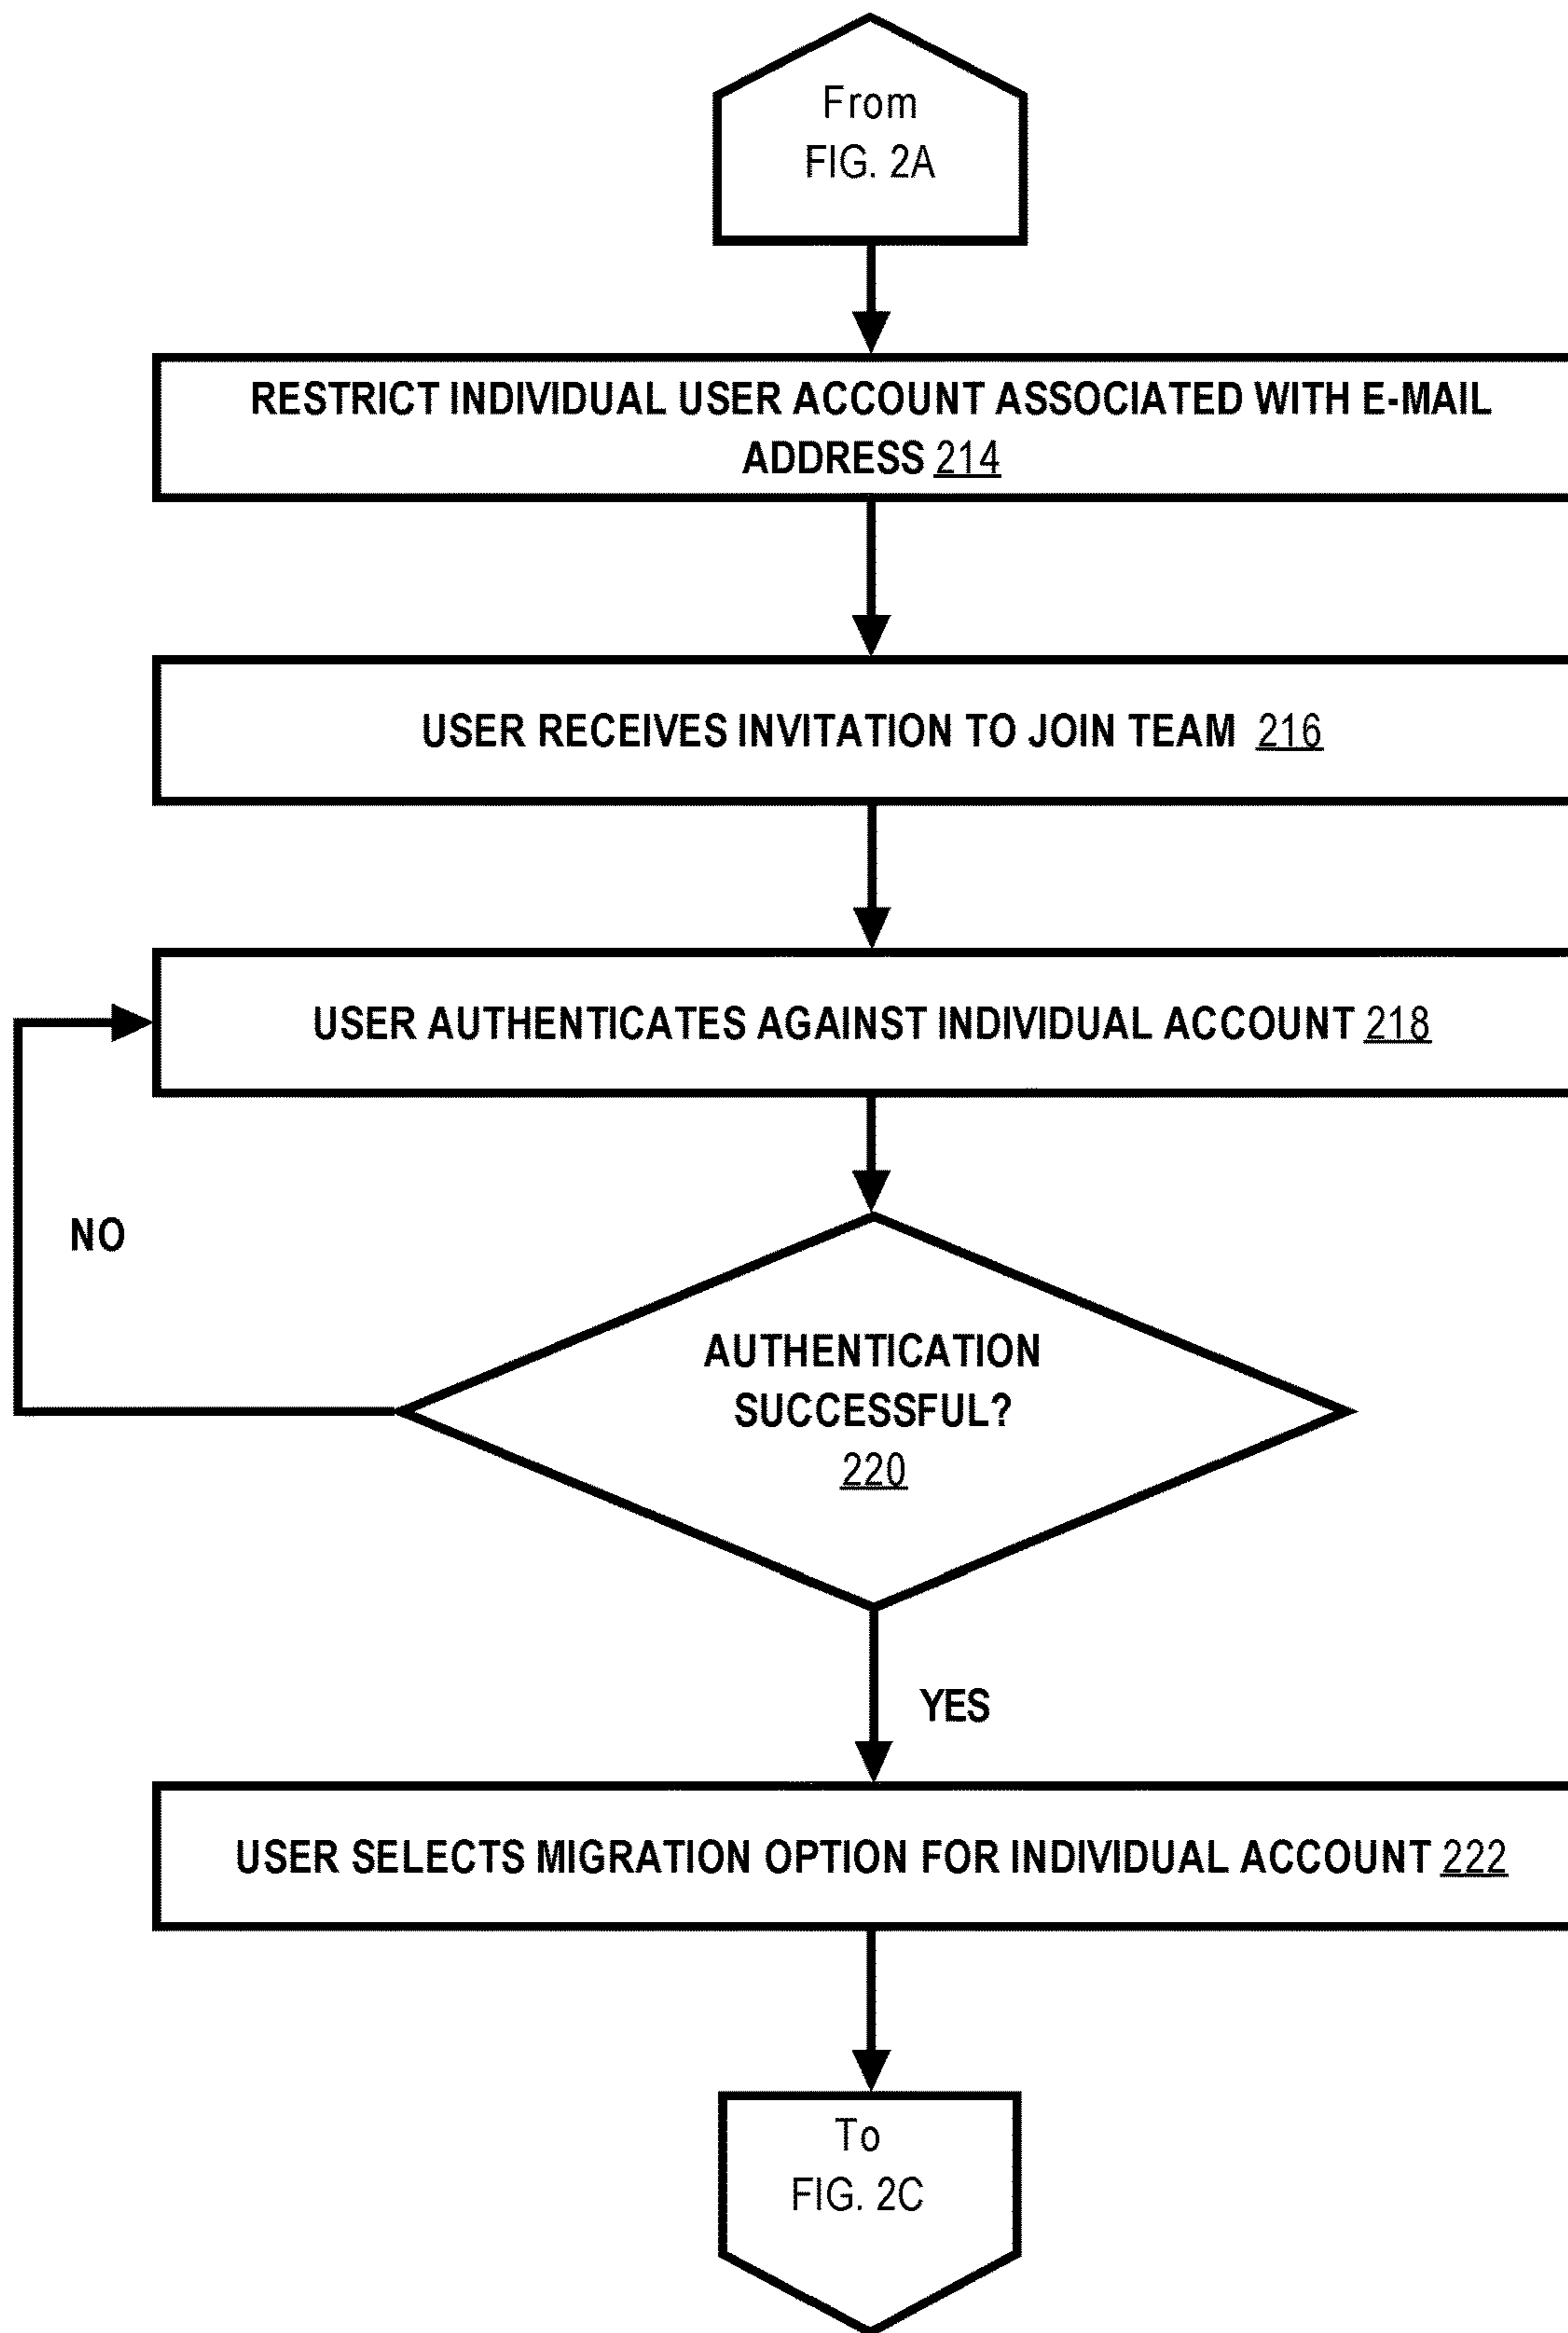 From
FIG. 2A
RESTRICT INDIVIDUAL USER ACCOUNT ASSOCIATED WITH E-MAIL
ADDRESS 214
USER RECEIVES INVITATION TO JOIN TEAM 216
USER AUTHENTICATES AGAINST INDIVIDUAL ACCOUNT 218
NO
AUTHENTICATION
SUCCESSFUL?
220
YES
USER SELECTS MIGRATION OPTION FOR INDIVIDUAL ACCOUNT 222
To
FIG. 2C